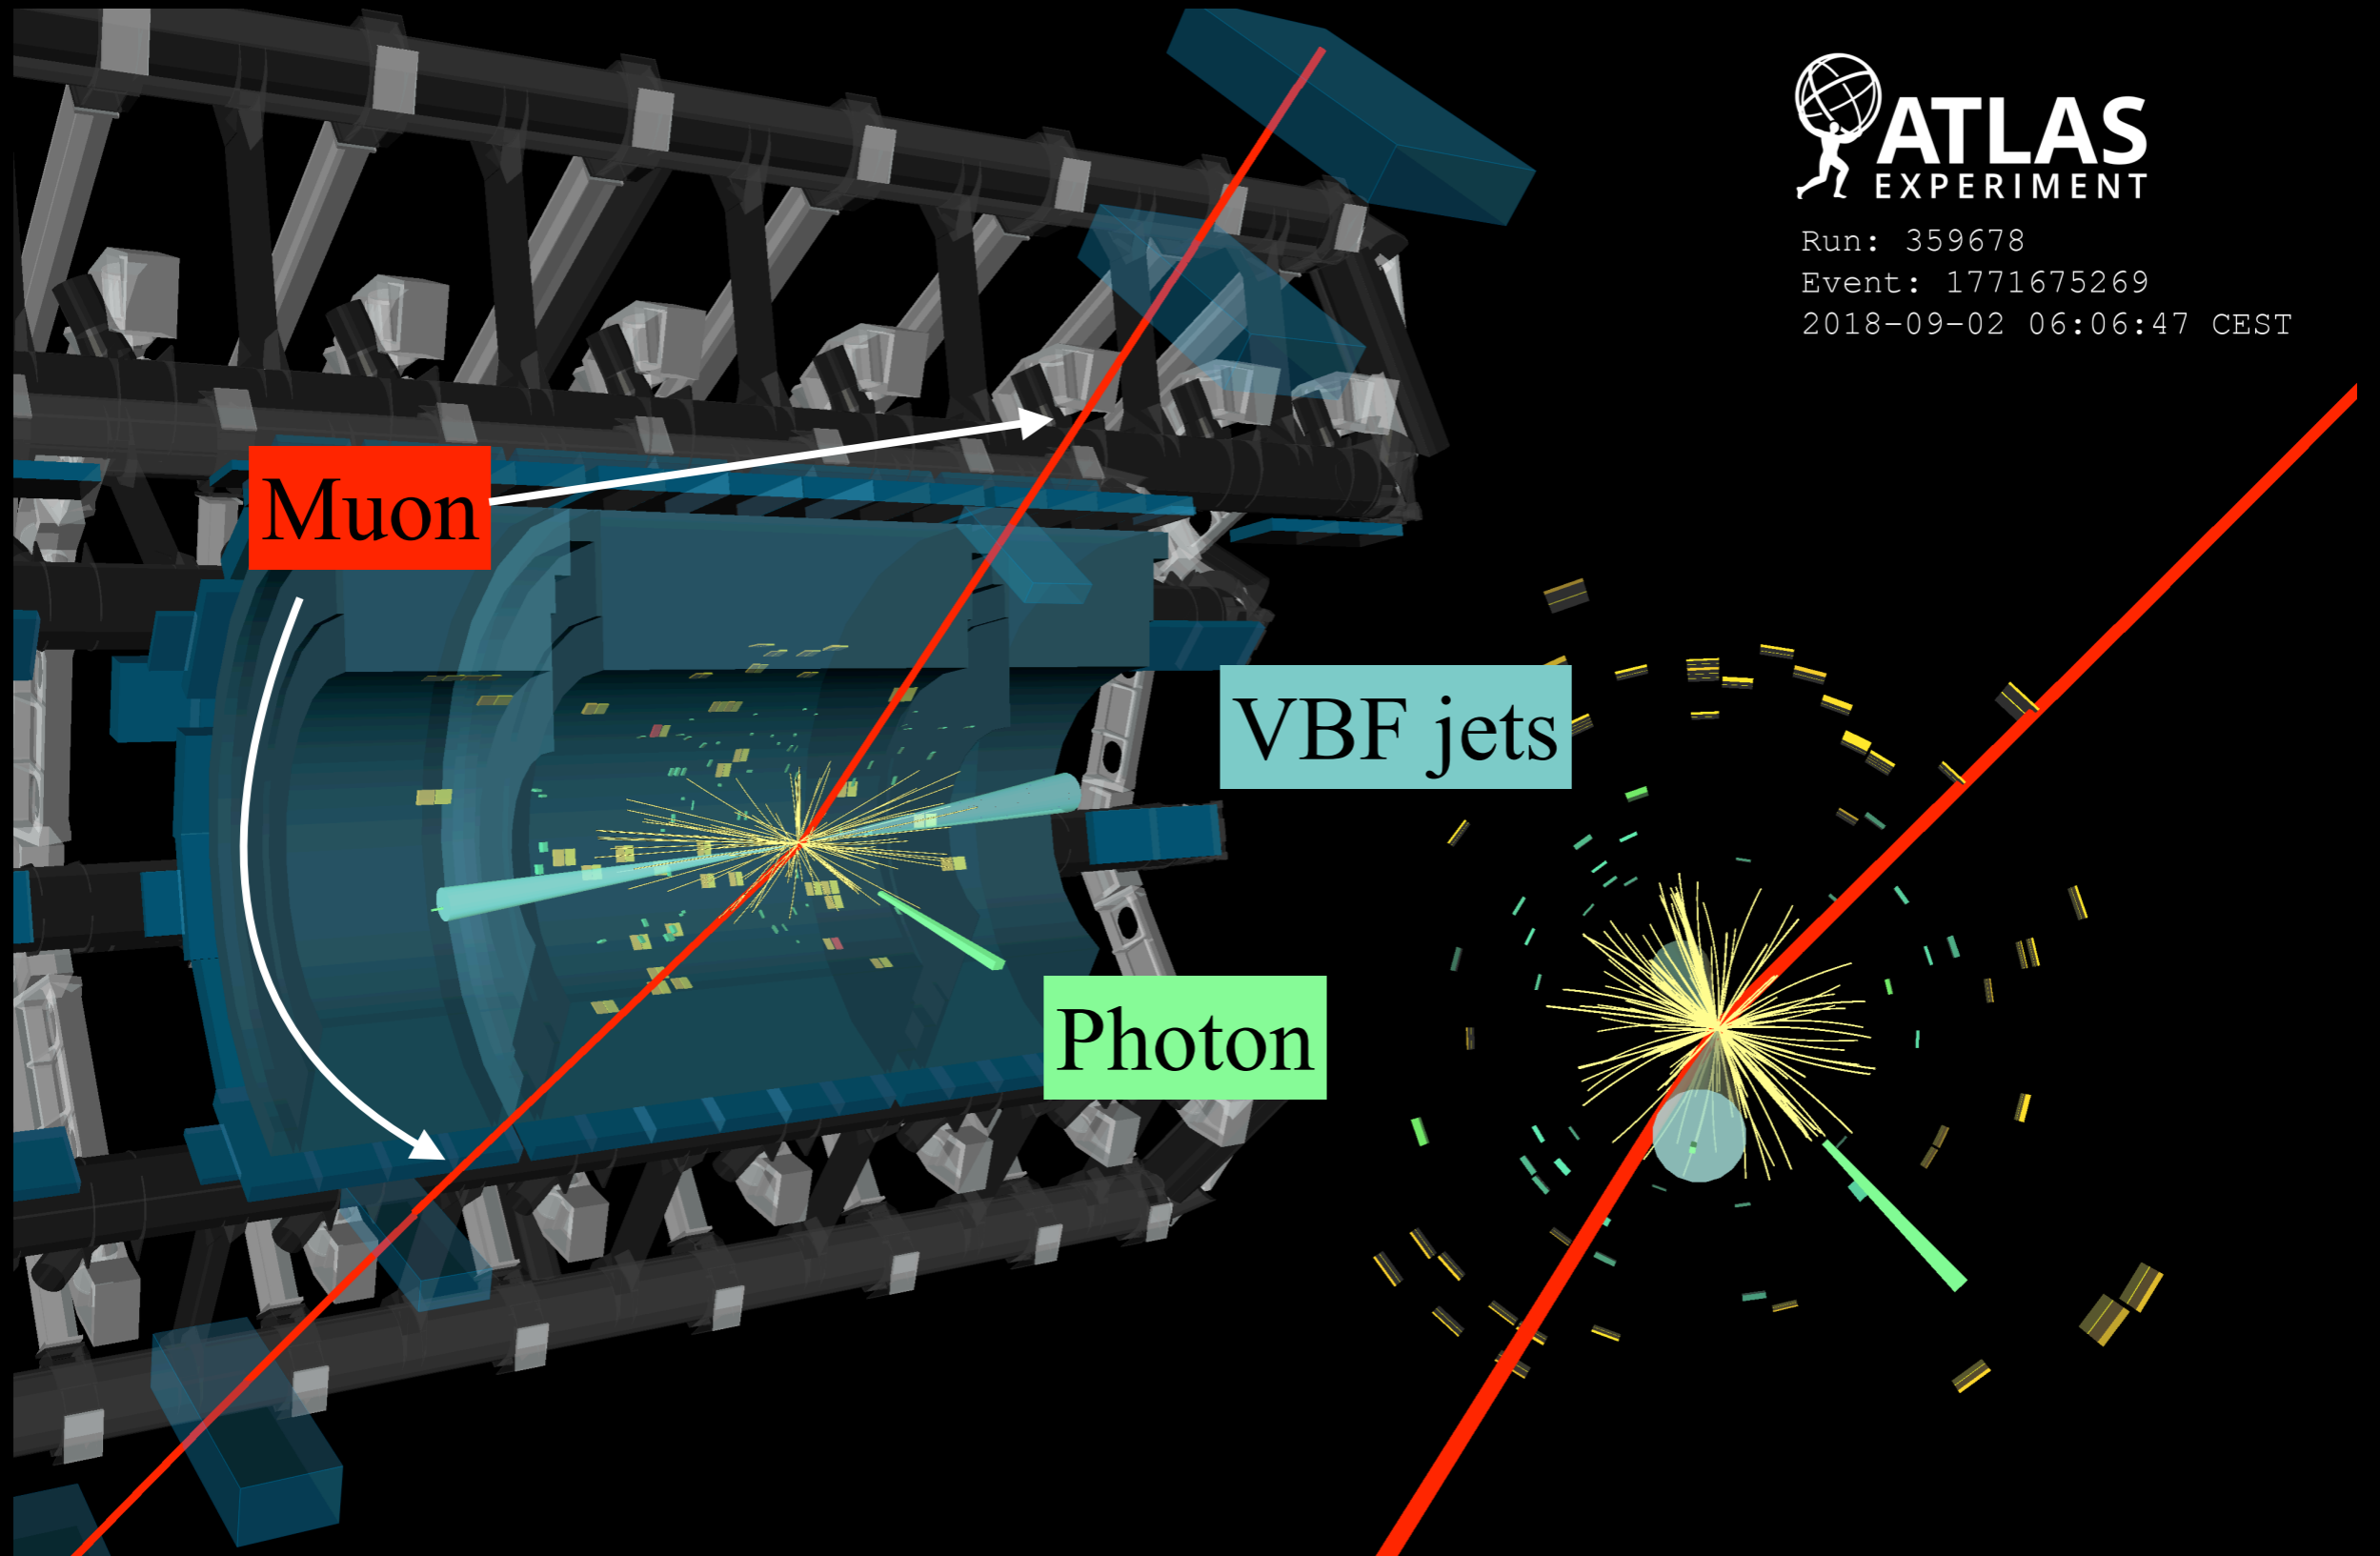 ATLAS
EXPERIMENT
Run: 359678
Event: 1771675269
2018-09-02 06:06:47 CEST
Muon
VBF jets
Photon